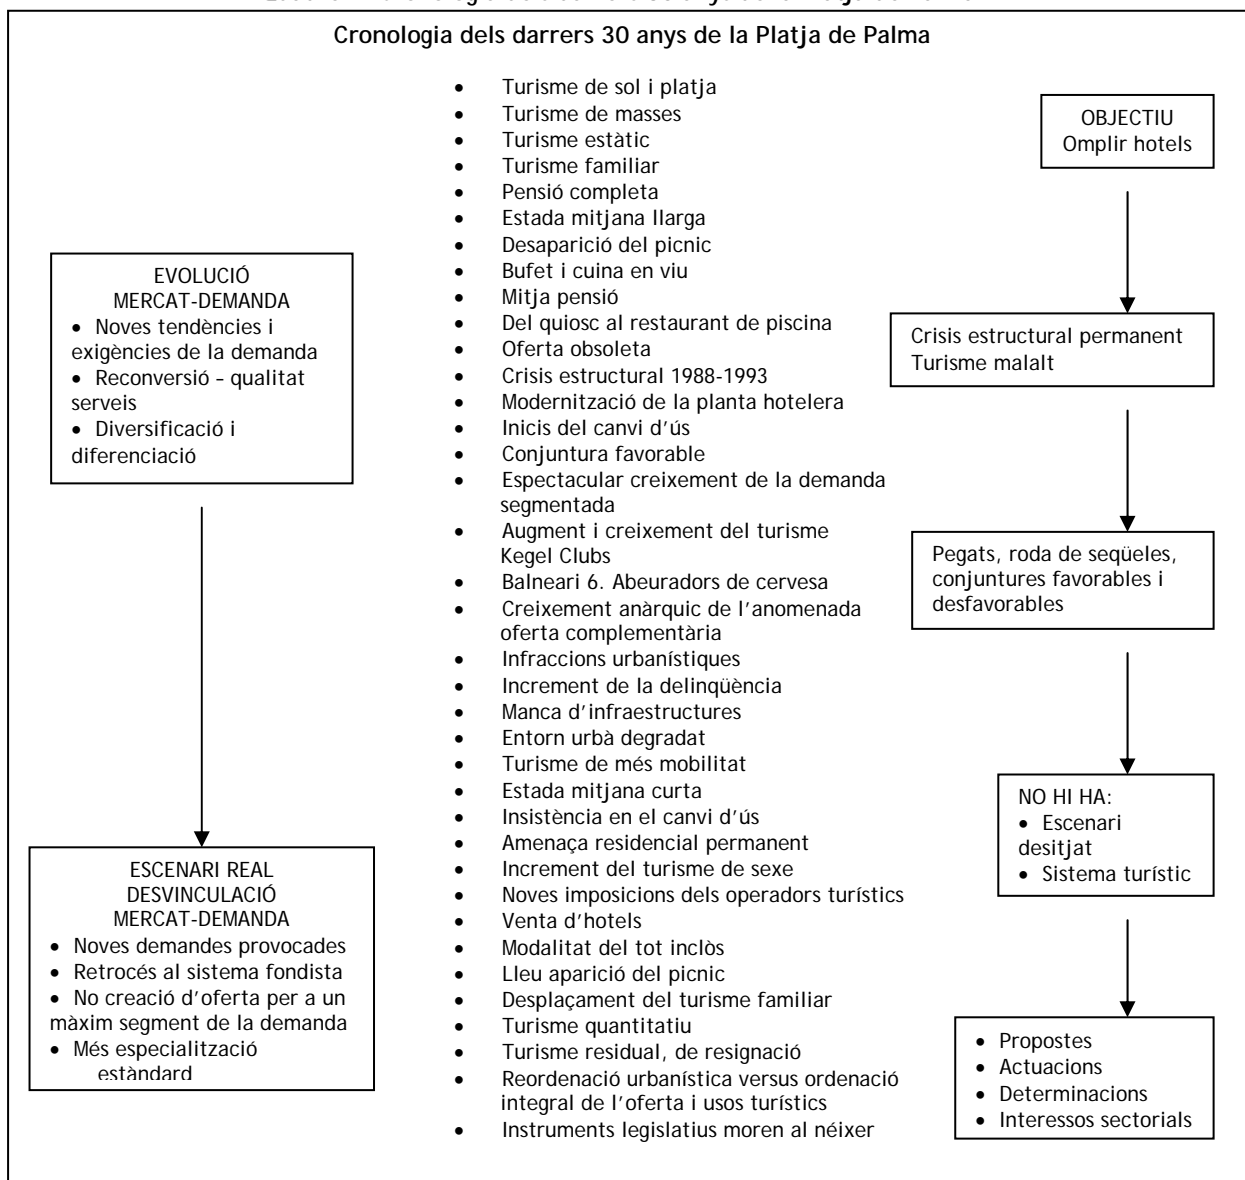 Cronologia dels darrers 30 anys de la Platja de Palma
EVOLUCIÓ
MERCAT-DEMANDA
• Noves tendències i
exigències de la demanda
• Reconversió – qualitat
serveis
• Diversificació i
diferenciació
ESCENARI REAL
DESVINCULACIÓ
MERCAT-DEMANDA
• Noves demandes provocades
• Retrocés al sistema fondista
• No creació d'oferta per a un
màxim segment de la demanda
• Més especialització
estàndard
• Turisme de sol i platja
• Turisme de masses
• Turisme estàtic
• Turisme familiar
• Pensió completa
• Estada mitjana llarga
• Desaparició del picnic
• Bufet i cuina en viu
• Mitja pensió
• Del quiosc al restaurant de piscina
• Oferta obsoleta
• Crisis estructural 1988-1993
• Modernització de la planta hotelera
• Inicis del canvi d'ús
• Conjuntura favorable
• Espectacular creixement de la demanda
segmentada
• Augment i creixement del turisme
Kegel Clubs
• Balneari 6. Abeuradors de cervesa
• Creixement anàrquic de l'anomenada
oferta complementària
• Infraccions urbanístiques
• Increment de la delinqüència
• Manca d'infraestructures
• Entorn urbà degradat
• Turisme de més mobilitat
• Estada mitjana curta
• Insistència en el canvi d'ús
• Amenaça residencial permanent
• Increment del turisme de sexe
• Noves imposicions dels operadors turístics
• Venta d'hotels
• Modalitat del tot inclòs
• Lleu aparició del picnic
• Desplaçament del turisme familiar
• Turisme quantitatiu
• Turisme residual, de resignació
• Reordenació urbanística versus ordenació
integral de l'oferta i usos turístics
• Instruments legislatius moren al néixer
OBJECTIU
Omplir hotels
Crisis estructural permanent
Turisme malalt
Pegats, roda de seqüeles,
conjuntures favorables i
desfavorables
NO HI HA:
• Escenari
desitjat
• Sistema turístic
• Propostes
• Actuacions
• Determinacions
• Interessos sectorials